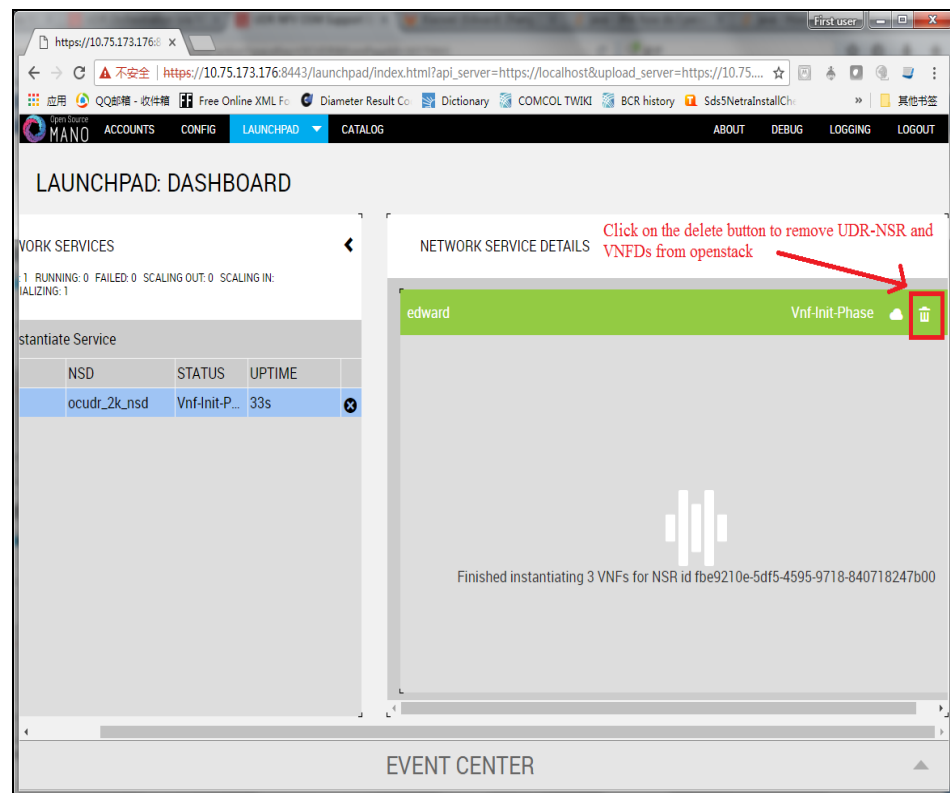 First user
https://10.75.173.176:8
不安全 | https://10.75.173.176:8443/launchpad/index.html?api_server=https://localhost&upload_server=https://10.75....
应用 QQ邮箱 - 收件箱 Free Online XML Fo Diameter Result Co Dictionary COMCOL TWIKI BCR history Sds5NetraInstallChe » 其他书签
Open Source
MANO ACCOUNTS CONFIG LAUNCHPAD CATALOG ABOUT DEBUG LOGGING LOGOUT
LAUNCHPAD: DASHBOARD
WORK SERVICES
: 1 RUNNING: 0 FAILED: 0 SCALING OUT: 0 SCALING IN:
IALIZING: 1
stantiate Service
NSD STATUS UPTIME
ocudr_2k_nsd Vnf-Init-P... 33s
NETWORK SERVICE DETAILS
Click on the delete button to remove UDR-NSR and
VNFDs from openstack
edward Vnf-Init-Phase
Finished instantiating 3 VNFs for NSR id fbe9210e-5df5-4595-9718-840718247b00
EVENT CENTER